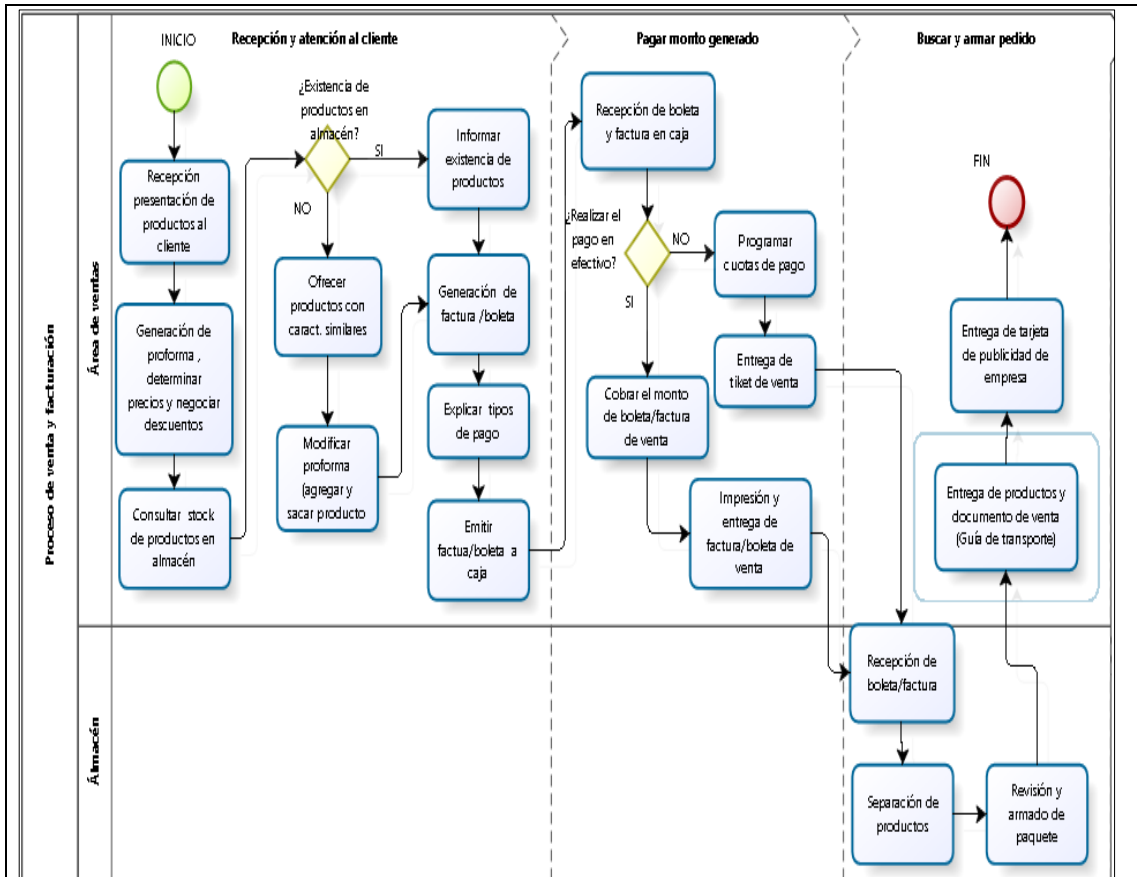 Proceso de venta y facturación
Área de ventas
Álmacén
Recepción y atención al cliente
Pagar monto generado
Buscar y armar pedido
INICIO
Recepción
presentación de
productos al
cliente
Generación de
proforma ,
determinar
precios y negociar
descuentos
Consultar stock
de productos en
almacén
¿Existencia de
productos en
almacén?
SI
NO
Ofrecer
productos con
caract. similares
Modificar
proforma
(agregar y
sacar producto
Informar
existencia de
productos
Generación de
factura /boleta
Explicar tipos
de pago
Emitir
factua/boleta a
caja
Recepción de boleta
y factura en caja
¿Realizar el
pago en
efectivo?
NO
SI
Programar
cuotas de pago
Entrega de
tiket de venta
Cobrar el monto
de boleta/factura
de venta
Impresión y
entrega de
factura/boleta de
venta
Recepción de
boleta/factura
Separación de
productos
Revisión y
armado de
paquete
Entrega de productos y
documento de venta
(Guía de transporte)
Entrega de tarjeta
de publicidad de
empresa
FIN